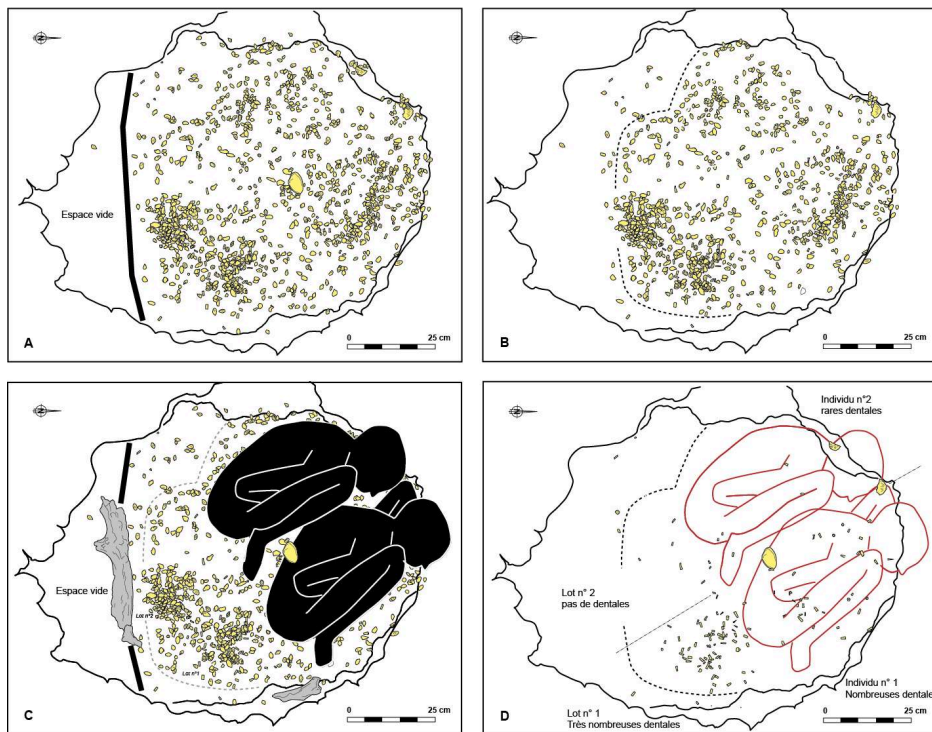 N
Espace vide
A
0
25 cm
N
B
0
25 cm
N
Espace vide
Lot n°2
Lot n°1
C
0
25 cm
N
Individu n°2
rares dentales
Lot n° 2
pas de dentales
Individu n° 1
Nombreuses dentale
Lot n° 1
Très nombreuses dentales
D
0
25 cm